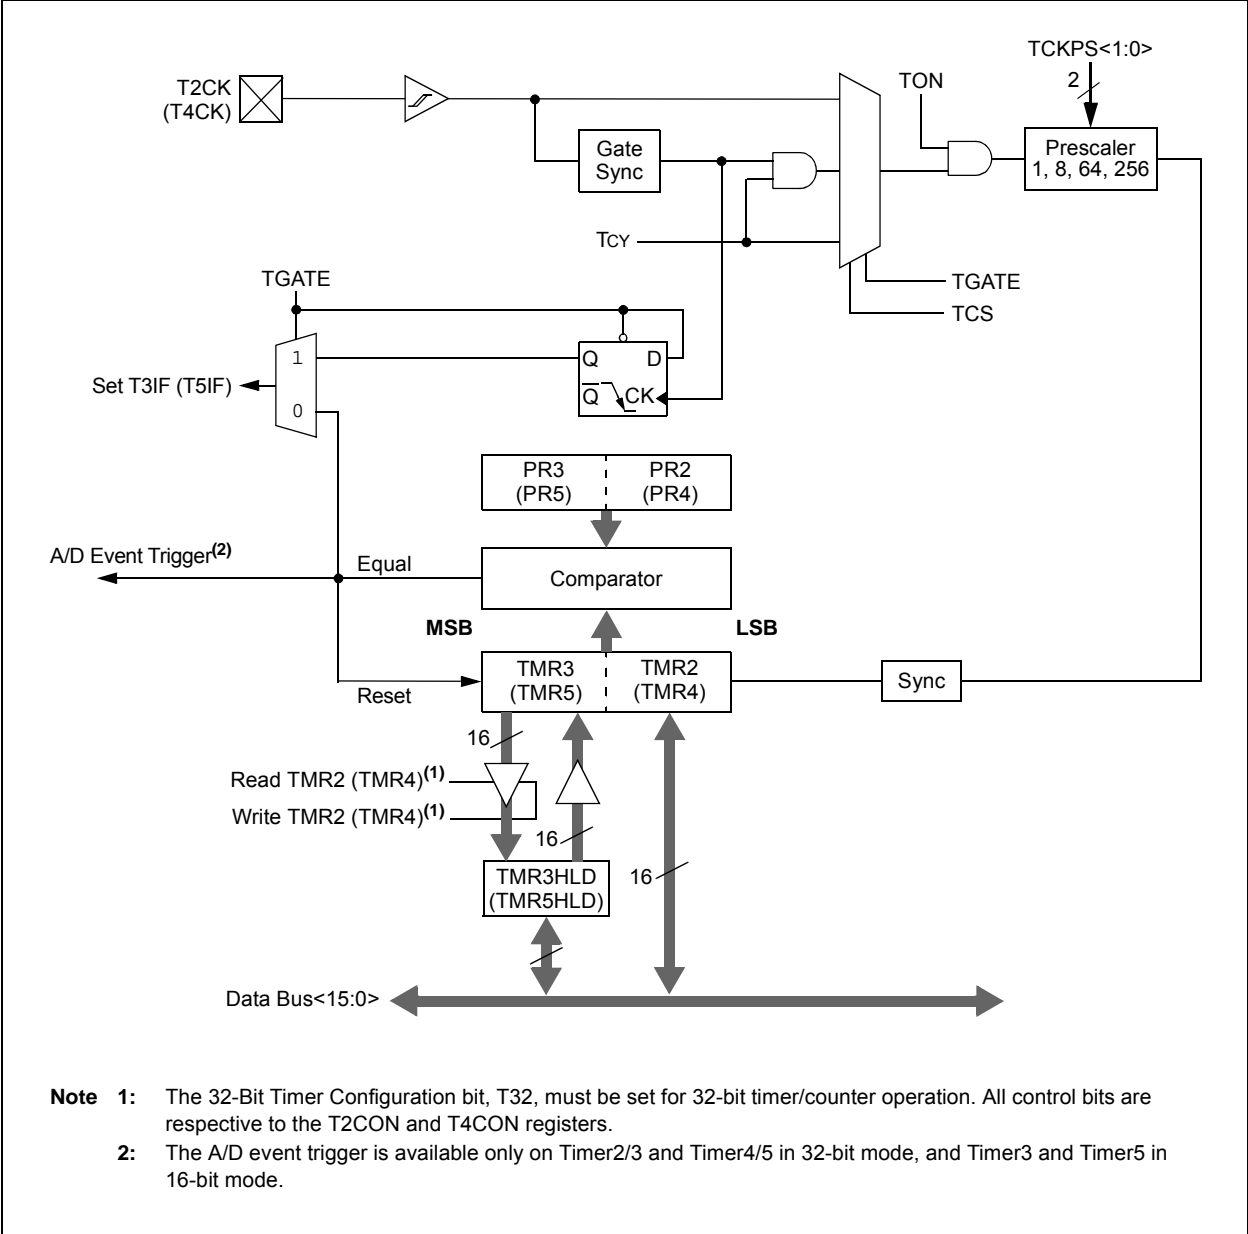 TCKPS<1:0>
2
T2CK
(T4CK)
TON
Gate
Sync
Prescaler
1, 8, 64, 256
TCY
TGATE
TCS
TGATE
1
Q D
Set T3IF (T5IF)
Q CK
0
PR3
(PR5)
PR2
(PR4)
A/D Event Trigger(2)
Equal
Comparator
MSB
LSB
TMR3
(TMR5)
TMR2
(TMR4)
Sync
Reset
16
Read TMR2 (TMR4)(1)
Write TMR2 (TMR4)(1)
16
TMR3HLD
(TMR5HLD)
16
Data Bus<15:0>
Note 1: The 32-Bit Timer Configuration bit, T32, must be set for 32-bit timer/counter operation. All control bits are
respective to the T2CON and T4CON registers.
2: The A/D event trigger is available only on Timer2/3 and Timer4/5 in 32-bit mode, and Timer3 and Timer5 in
16-bit mode.